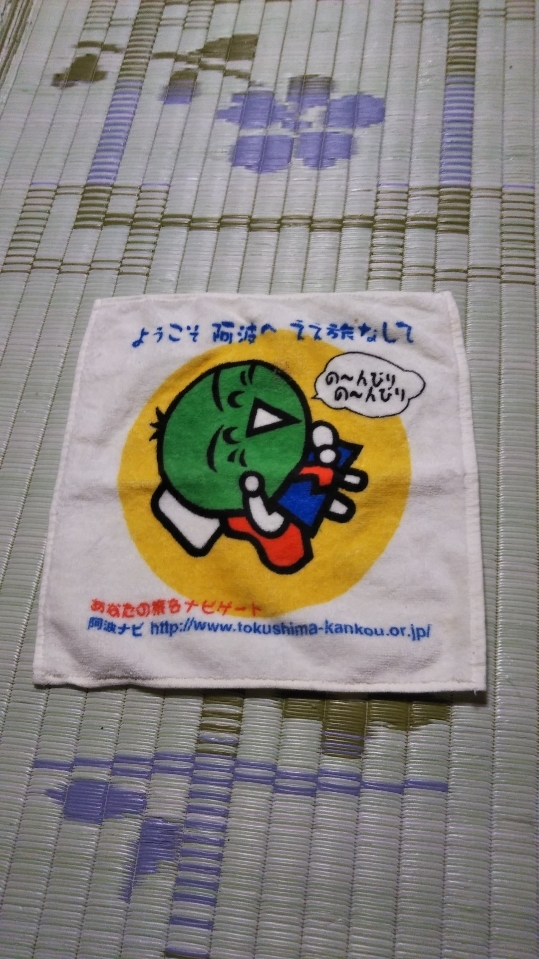 ようこそ 阿波へ ええ旅なして
の〜んびり
の〜んびり
あなたの旅をナビゲート
阿波ナビ http://www.tokushima-kankou.or.jp/